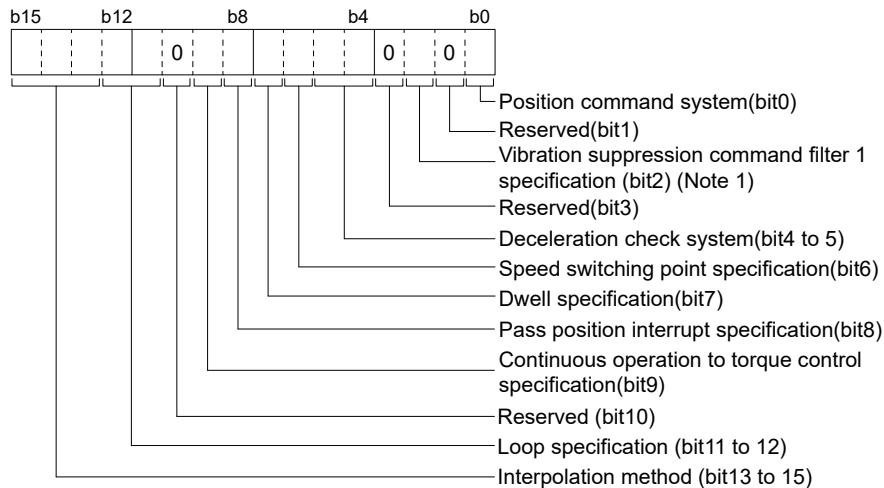 b15 b12 b8 b4 b0
0 0 0
Position command system(bit0)
Reserved(bit1)
Vibration suppression command filter 1
specification (bit2) (Note 1)
Reserved(bit3)
Deceleration check system(bit4 to 5)
Speed switching point specification(bit6)
Dwell specification(bit7)
Pass position interrupt specification(bit8)
Continuous operation to torque control
specification(bit9)
Reserved (bit10)
Loop specification (bit11 to 12)
Interpolation method (bit13 to 15)